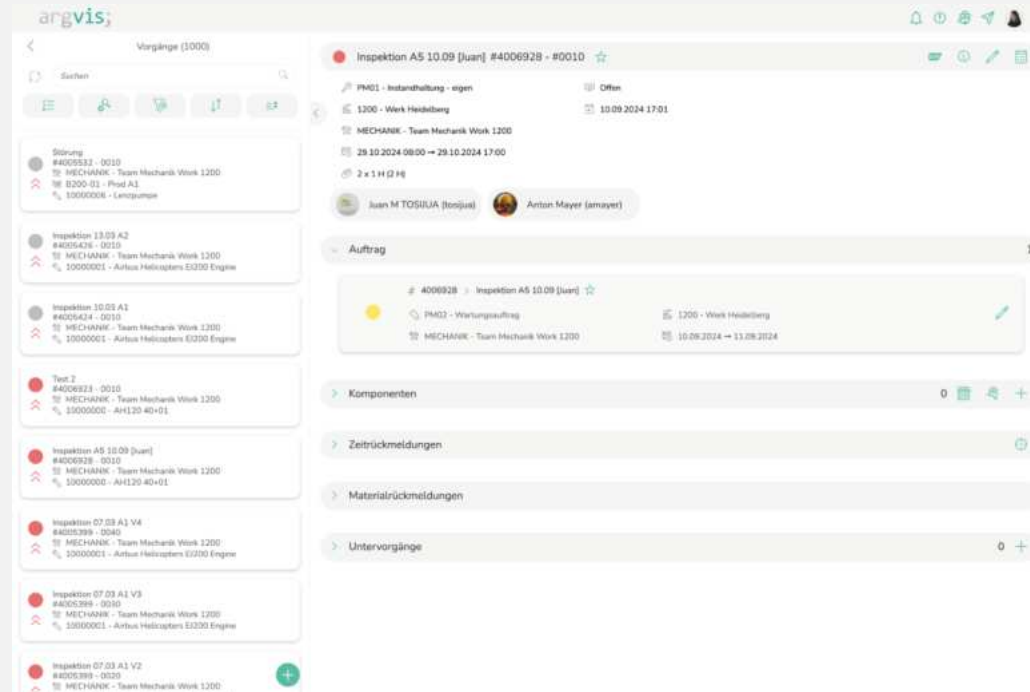 argvis;
Vorgänge (1000)
Suchen
Störung
#4005532 - 0010
MECHANIK - Team Mechanik Work 1200
B200-01 - Prod A1
10000006 - Lenzpumpe
Inspektion 13.03 A2
#4005426 - 0010
MECHANIK - Team Mechanik Work 1200
10000001 - Airbus Helicopters EJ200 Engine
Inspektion 10.03 A1
#4005424 - 0010
MECHANIK - Team Mechanik Work 1200
10000001 - Airbus Helicopters EJ200 Engine
Test 2
#4006923 - 0010
MECHANIK - Team Mechanik Work 1200
10000000 - AH120 40+01
Inspektion A5 10.09 [Juan]
#4006928 - 0010
MECHANIK - Team Mechanik Work 1200
10000000 - AH120 40+01
Inspektion 07.03 A1 V4
#4005399 - 0040
MECHANIK - Team Mechanik Work 1200
10000001 - Airbus Helicopters EJ200 Engine
Inspektion 07.03 A1 V3
#4005399 - 0030
MECHANIK - Team Mechanik Work 1200
10000001 - Airbus Helicopters EJ200 Engine
Inspektion 07.03 A1 V2
#4005399 - 0020
MECHANIK - Team Mechanik Work 1200
Inspektion A5 10.09 [Juan] #4006928 - #0010
PM01 - Instandhaltung - eigen
Offen
1200 - Werk Heidelberg
10.09.2024 17:01
MECHANIK - Team Mechanik Work 1200
29.10.2024 08:00 → 29.10.2024 17:00
2 x 1 H (2 H)
Juan M TOSIJUA (tosijua)
Anton Mayer (amayer)
Auftrag
1
# 4006928 > Inspektion A5 10.09 [Juan]
PM02 - Wartungsauftrag
1200 - Werk Heidelberg
MECHANIK - Team Mechanik Work 1200
10.09.2024 → 11.09.2024
Komponenten
0
Zeitrückmeldungen
Materialrückmeldungen
Untervorgänge
0